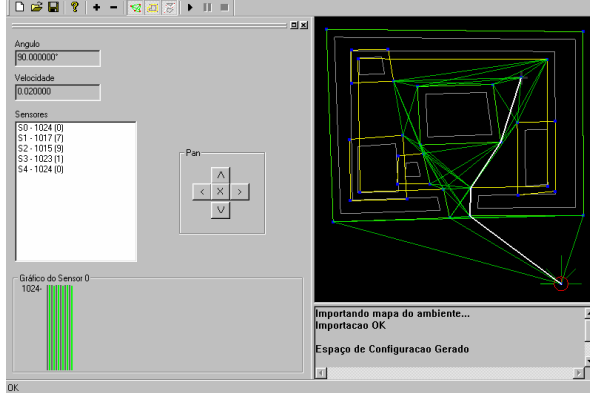 Angulo
90.000000°
Velocidade
0.020000
Sensores
S0 - 1024 (0)
S1 - 1017 (7)
S2 - 1015 (9)
S3 - 1023 (1)
S4 - 1024 (0)
Pan
< X >
Gráfico do Sensor 0
1024-
Importando mapa do ambiente...
Importacao OK
Espaço de Configuracao Gerado
OK